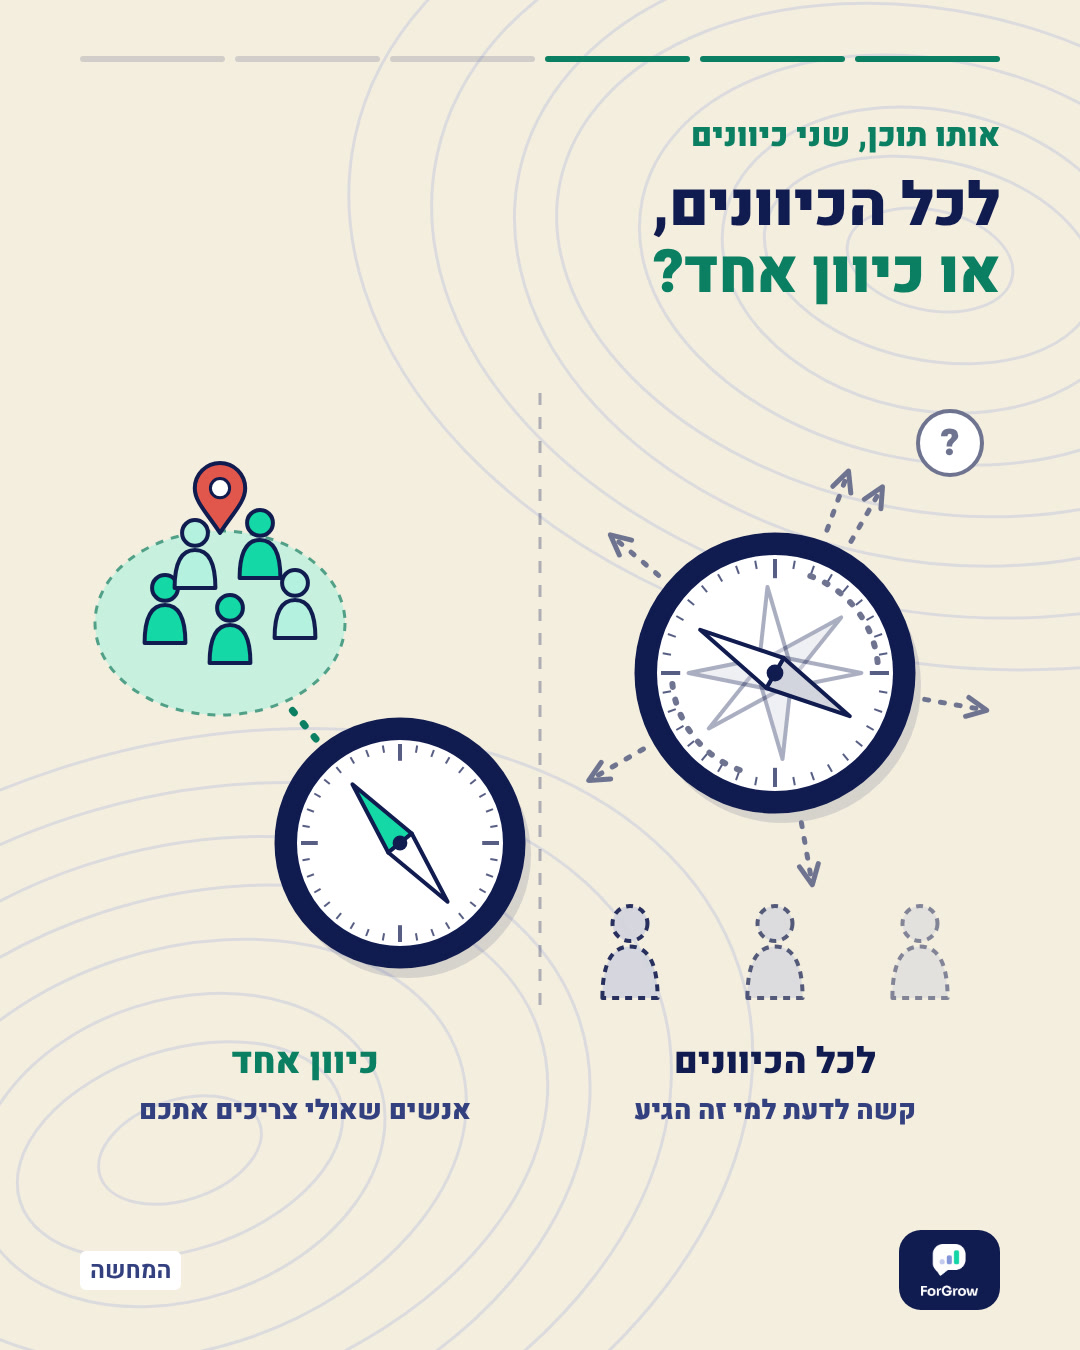 אותו תוכן, שני כיוונים
לכל הכיוונים,
או כיוון אחד?
?
לכל הכיוונים
קשה לדעת למי זה הגיע
כיוון אחד
אנשים שאולי צריכים אתכם
ForGrow
המחשה